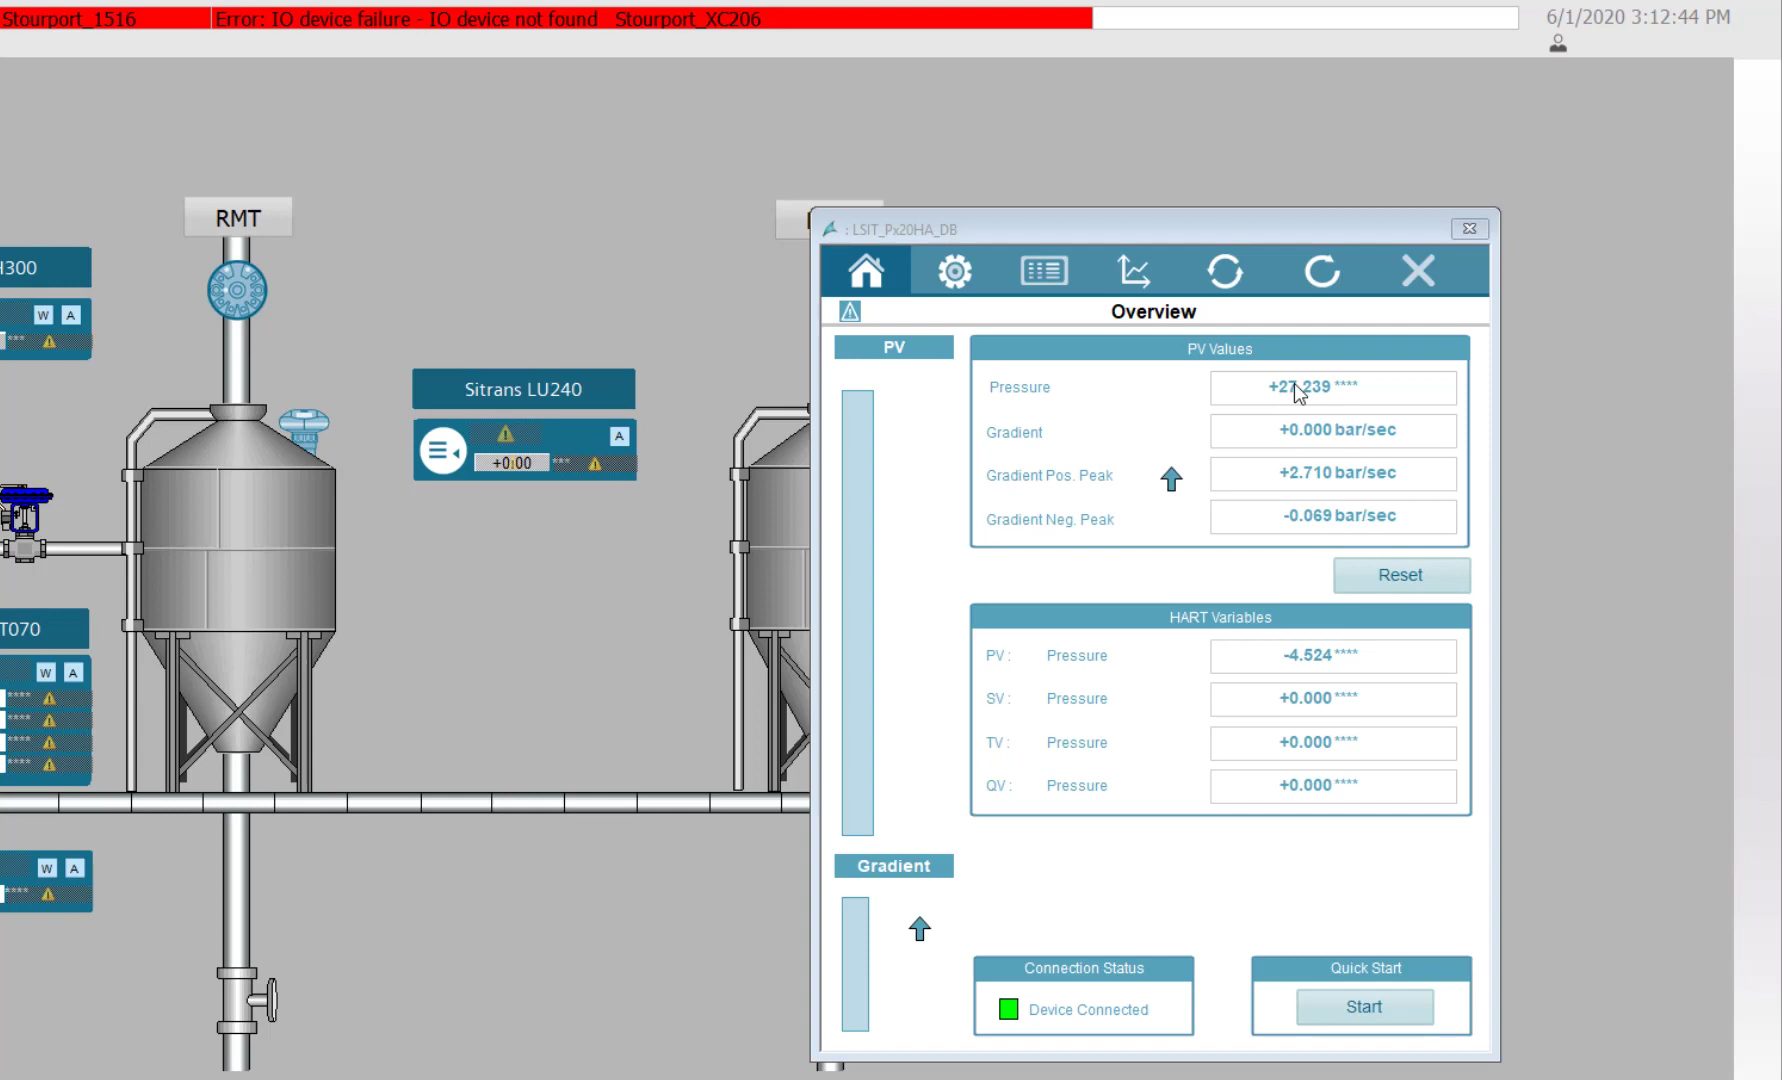 Stourport_1516 Error: IO device failure - IO device not found Stourport_XC206
6/1/2020 3:12:44 PM
RMT
H300
W A
***
Sitrans LU240
A
+0.00 ***
T070
W A
****
****
****
****
W A
****
: LSIT_Px20HA_DB
Overview
PV
PV Values
Pressure +27.239 ****
Gradient +0.000 bar/sec
Gradient Pos. Peak +2.710 bar/sec
Gradient Neg. Peak -0.069 bar/sec
Reset
HART Variables
PV : Pressure -4.524 ****
SV : Pressure +0.000 ****
TV : Pressure +0.000 ****
QV : Pressure +0.000 ****
Gradient
Connection Status
Device Connected
Quick Start
Start